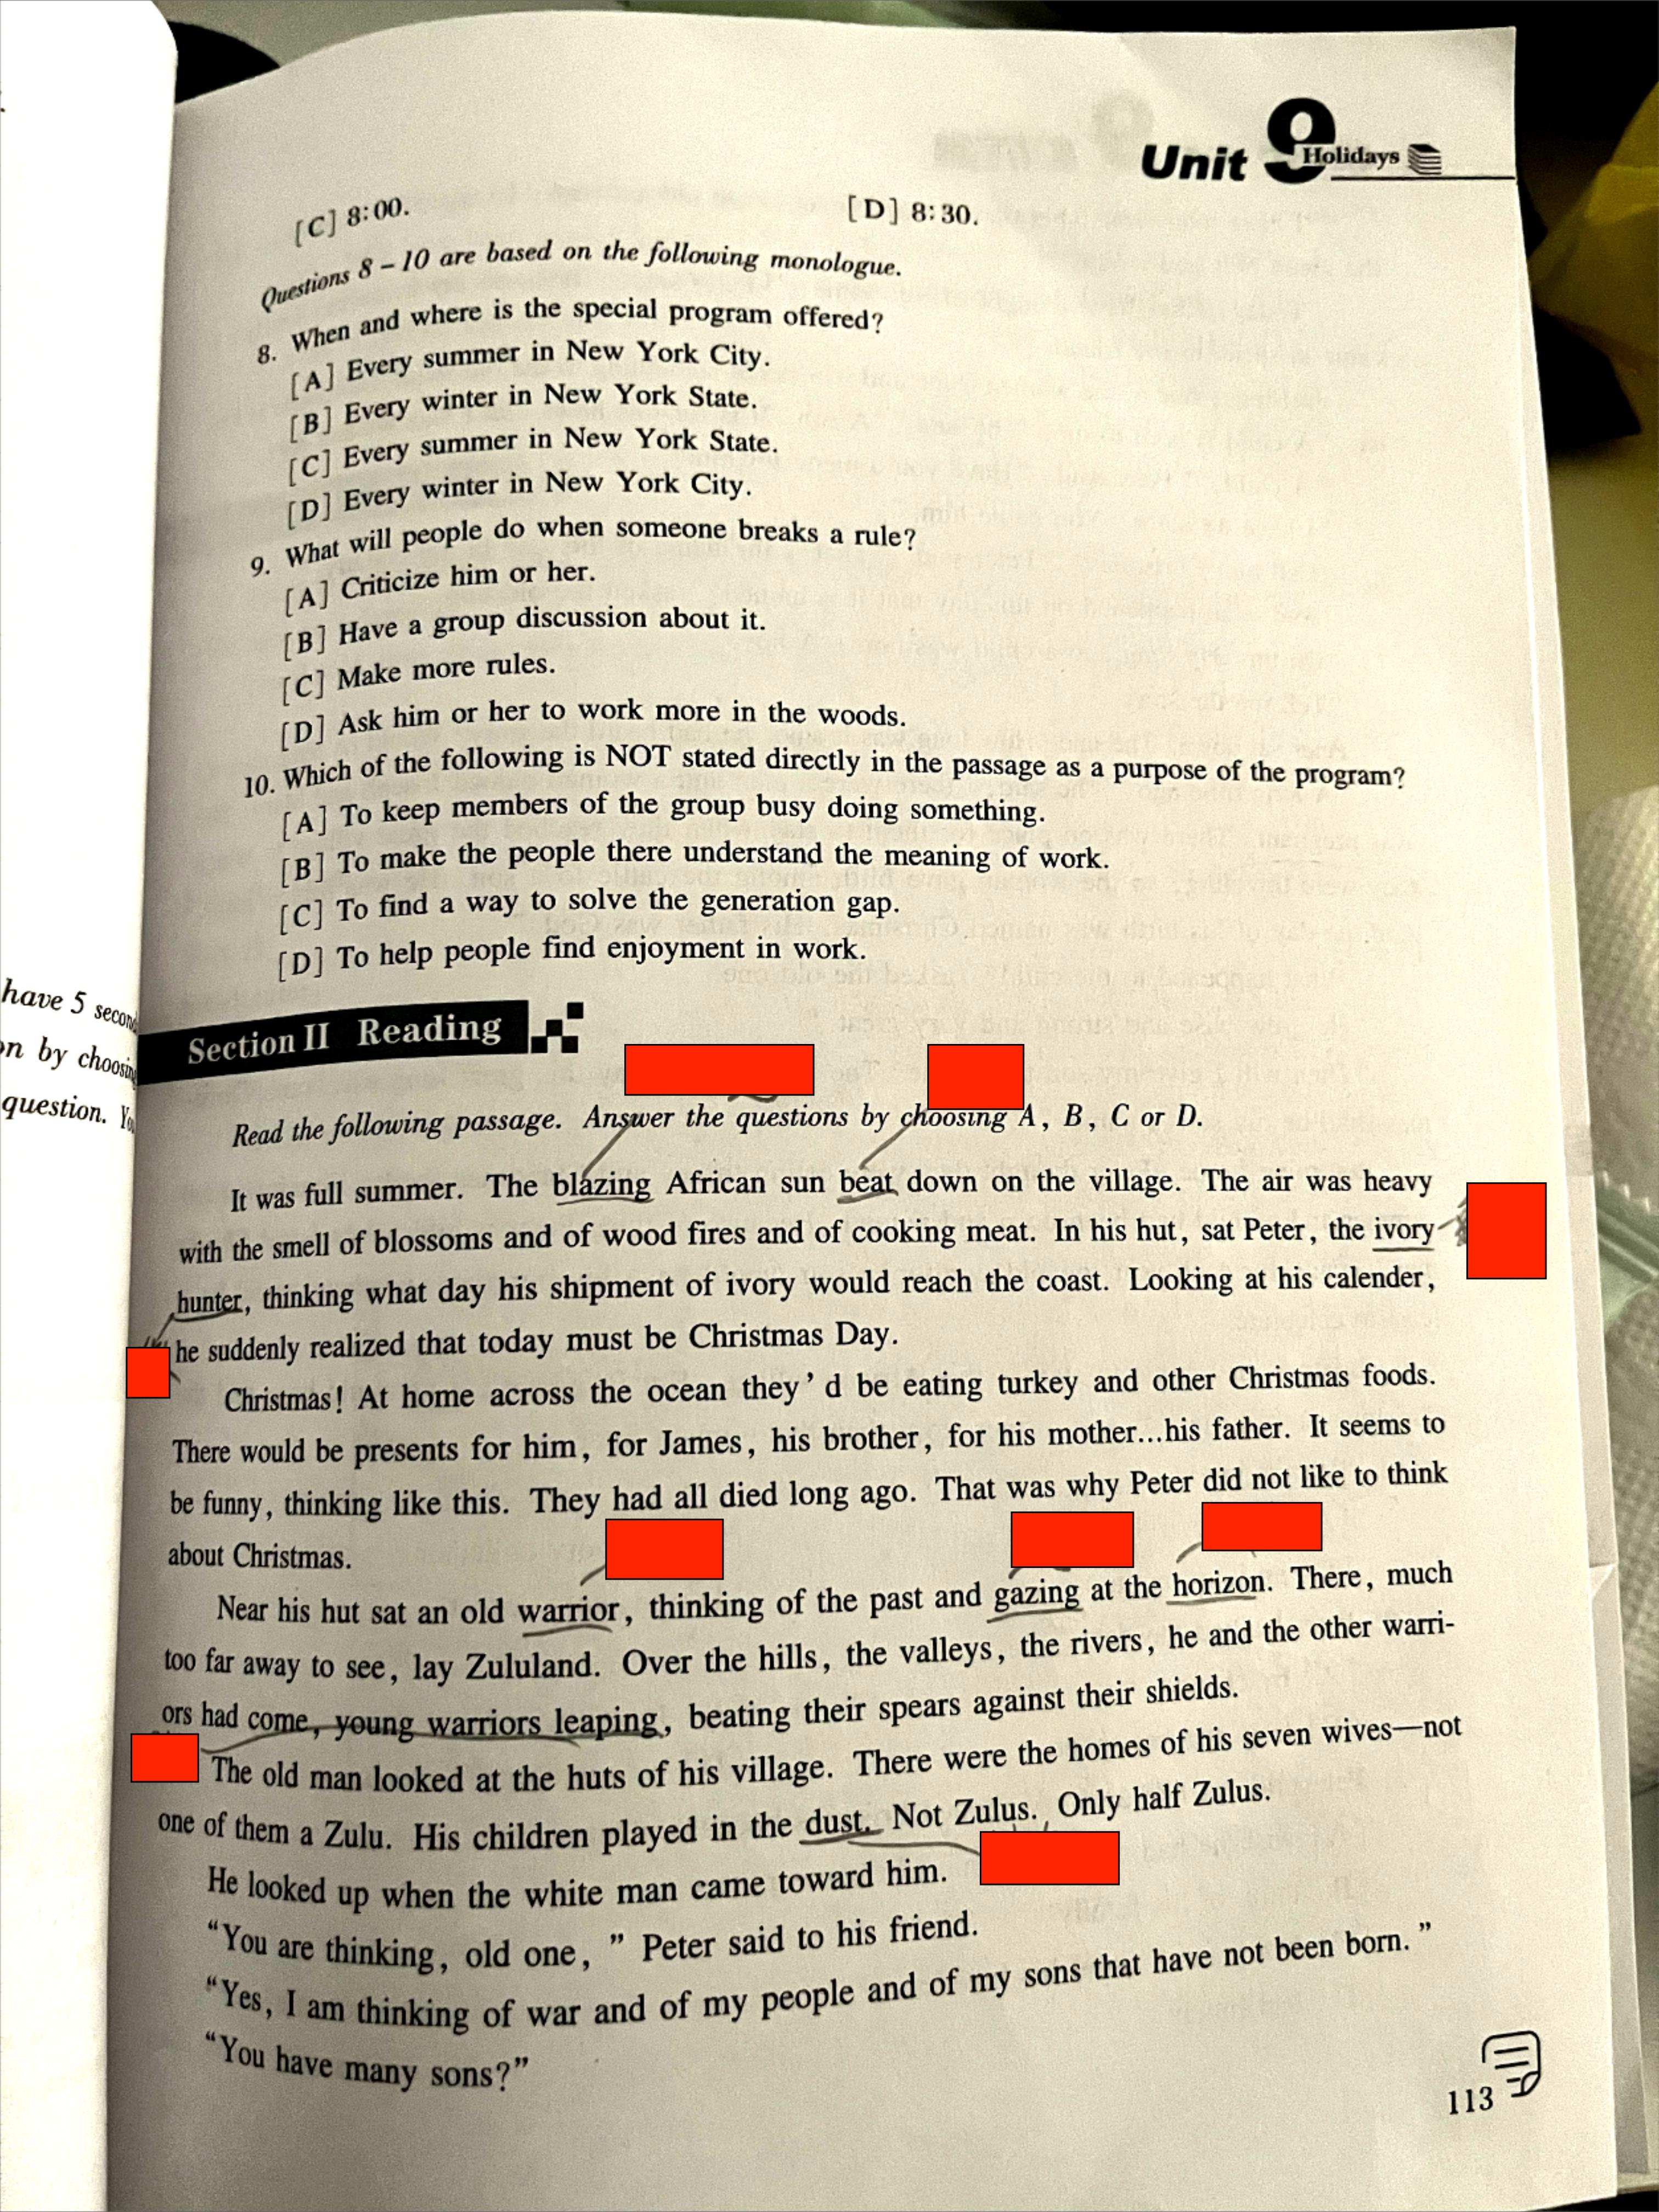 Unit 9 Holidays
[C] 8:00. [D] 8:30.
Questions 8 – 10 are based on the following monologue.
8. When and where is the special program offered?
[A] Every summer in New York City.
[B] Every winter in New York State.
[C] Every summer in New York State.
[D] Every winter in New York City.
9. What will people do when someone breaks a rule?
[A] Criticize him or her.
[B] Have a group discussion about it.
[C] Make more rules.
[D] Ask him or her to work more in the woods.
10. Which of the following is NOT stated directly in the passage as a purpose of the program?
[A] To keep members of the group busy doing something.
[B] To make the people there understand the meaning of work.
[C] To find a way to solve the generation gap.
[D] To help people find enjoyment in work.
have 5
by
question.
Section II Reading
Read the following passage. Answer the questions by choosing A, B, C or D.
It was full summer. The blazing African sun beat down on the village. The air was heavy
with the smell of blossoms and of wood fires and of cooking meat. In his hut, sat Peter, the ivory
hunter, thinking what day his shipment of ivory would reach the coast. Looking at his calender,
he suddenly realized that today must be Christmas Day.
Christmas! At home across the ocean they'd be eating turkey and other Christmas foods.
There would be presents for him, for James, his brother, for his mother...his father. It seems to
be funny, thinking like this. They had all died long ago. That was why Peter did not like to think
about Christmas.
Near his hut sat an old warrior, thinking of the past and gazing at the horizon. There, much
too far away to see, lay Zululand. Over the hills, the valleys, the rivers, he and the other warri-
ors had come, young warriors leaping, beating their spears against their shields.
The old man looked at the huts of his village. There were the homes of his seven wives—not
one of them a Zulu. His children played in the dust. Not Zulus. Only half Zulus.
He looked up when the white man came toward him.
"You are thinking, old one," Peter said to his friend.
"Yes, I am thinking of war and of my people and of my sons that have not been born."
"You have many sons?"
113